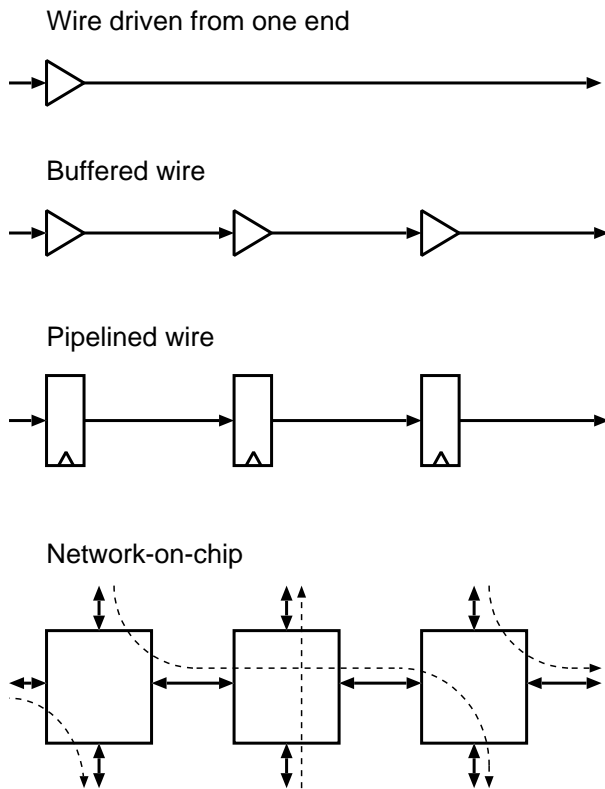 Wire driven from one end
Buffered wire
Pipelined wire
Network-on-chip